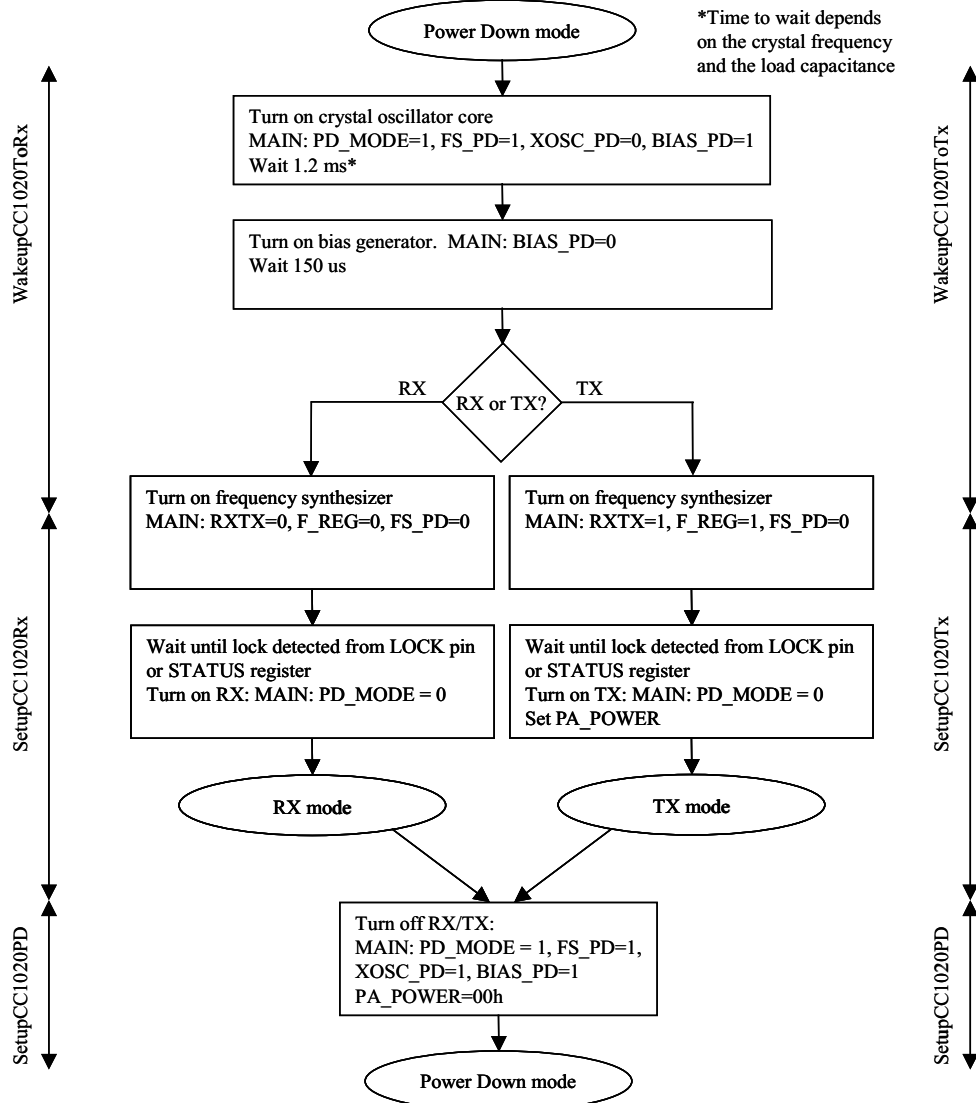 Power Down mode
*Time to wait depends
on the crystal frequency
and the load capacitance
WakeupCC1020ToRx
WakeupCC1020ToTx
Turn on crystal oscillator core
MAIN: PD_MODE=1, FS_PD=1, XOSC_PD=0, BIAS_PD=1
Wait 1.2 ms*
Turn on bias generator.  MAIN: BIAS_PD=0
Wait 150 us
RX
RX or TX?
TX
Turn on frequency synthesizer
MAIN: RXTX=0, F_REG=0, FS_PD=0
Turn on frequency synthesizer
MAIN: RXTX=1, F_REG=1, FS_PD=0
SetupCC1020Rx
SetupCC1020Tx
Wait until lock detected from LOCK pin
or STATUS register
Turn on RX: MAIN: PD_MODE = 0
Wait until lock detected from LOCK pin
or STATUS register
Turn on TX: MAIN: PD_MODE = 0
Set PA_POWER
RX mode
TX mode
SetupCC1020PD
SetupCC1020PD
Turn off RX/TX:
MAIN: PD_MODE = 1, FS_PD=1,
XOSC_PD=1, BIAS_PD=1
PA_POWER=00h
Power Down mode